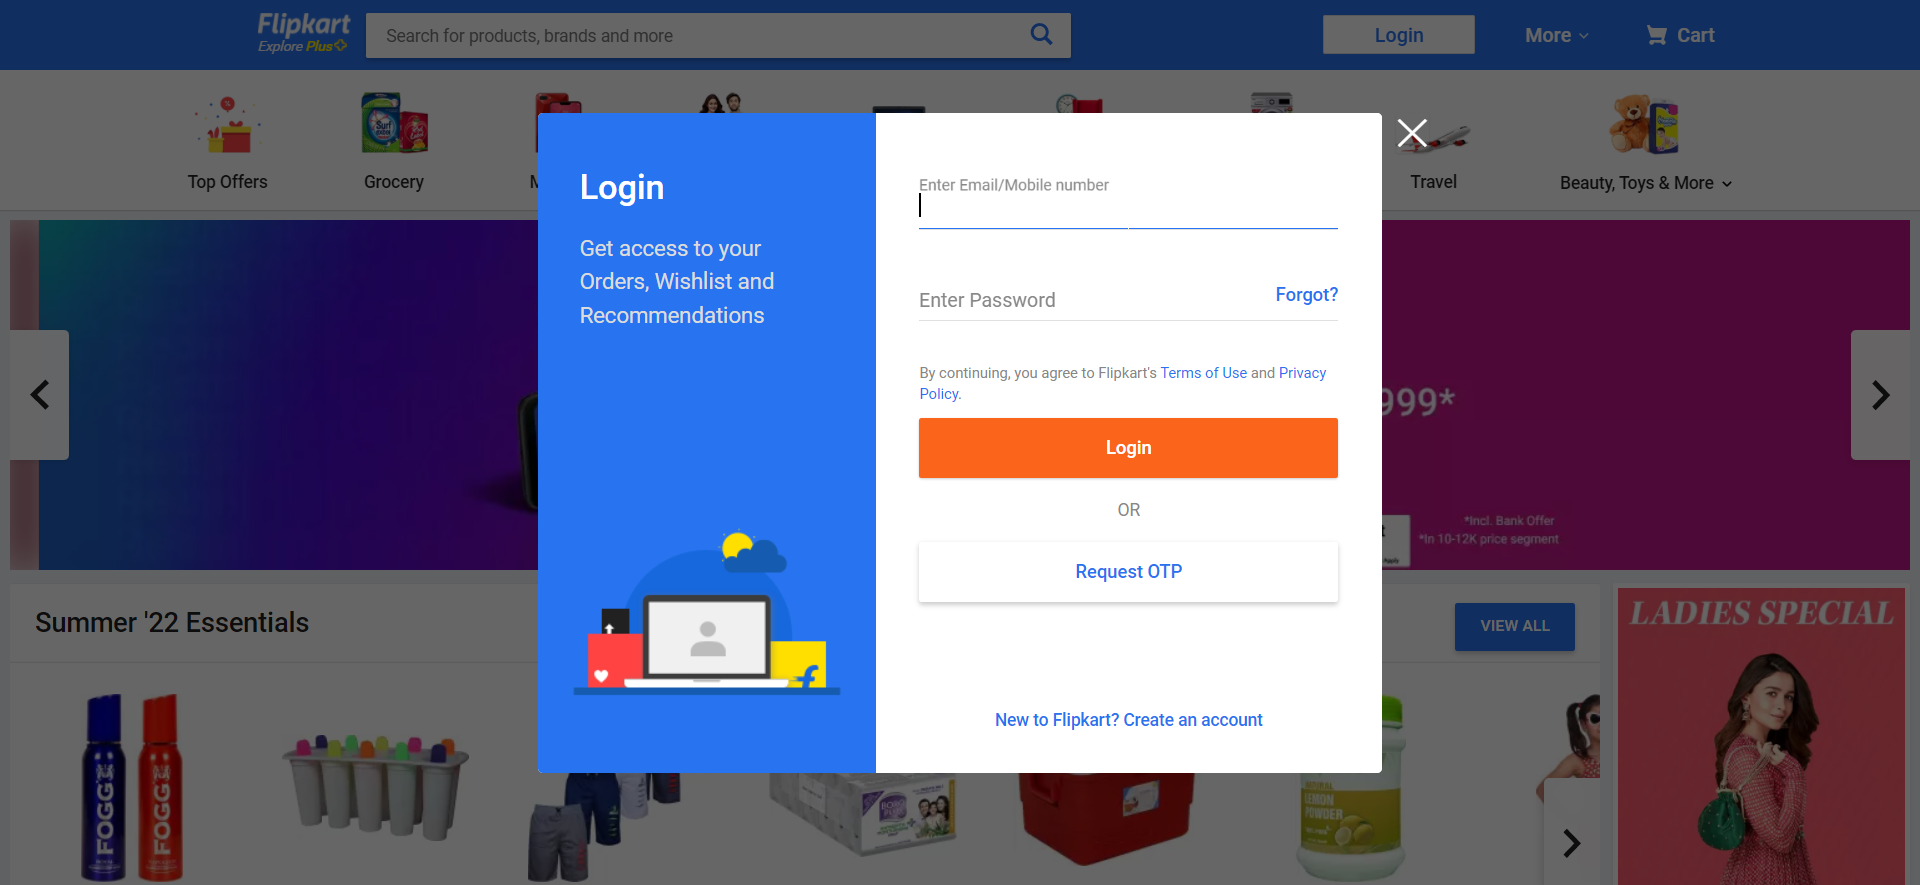 Flipkart
Explore Plus
Search for products, brands and more
Login
More
Cart
Top Offers
Grocery
M
Travel
Beauty, Toys & More
Login
Get access to your
Orders, Wishlist and
Recommendations
Enter Email/Mobile number
Enter Password
Forgot?
By continuing, you agree to Flipkart's Terms of Use and Privacy
Policy.
Login
OR
Request OTP
New to Flipkart? Create an account
999*
*Incl. Bank Offer
*In 10-12K price segment
Apply
Summer '22 Essentials
VIEW ALL
LADIES SPECIAL
FOGG
FOGG
LEMON
POWDER